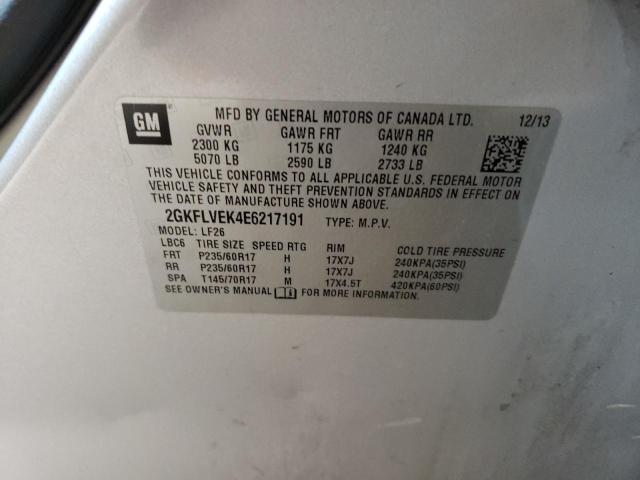 GM
MFD BY GENERAL MOTORS OF CANADA LTD. 12/13
GVWR GAWR FRT GAWR RR
2300 KG 1175 KG 1240 KG
5070 LB 2590 LB 2733 LB
THIS VEHICLE CONFORMS TO ALL APPLICABLE U.S. FEDERAL MOTOR
VEHICLE SAFETY AND THEFT PREVENTION STANDARDS IN EFFECT ON
THE DATE OF MANUFACTURE SHOWN ABOVE.
2GKFLVEK4E6217191 TYPE: M.P.V.
MODEL: LF26
LBC6 TIRE SIZE SPEED RTG RIM COLD TIRE PRESSURE
FRT P235/60R17 H 17X7J 240KPA(35PSI)
RR P235/60R17 H 17X7J 240KPA(35PSI)
SPA T145/70R17 M 17X4.5T 420KPA(60PSI)
SEE OWNER'S MANUAL FOR MORE INFORMATION.